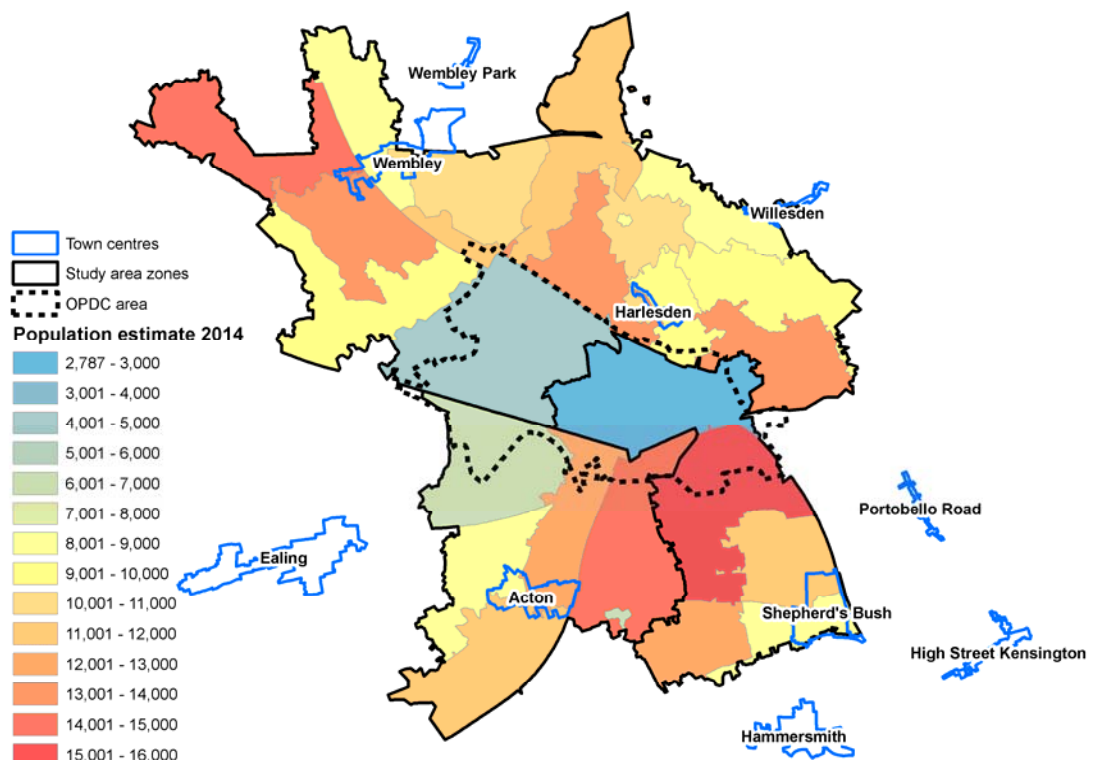 Wembley Park
Wembley
Willesden
Town centres
Study area zones
OPDC area
Harlesden
Population estimate 2014
2,787 - 3,000
3,001 - 4,000
4,001 - 5,000
5,001 - 6,000
6,001 - 7,000
7,001 - 8,000
8,001 - 9,000
9,001 - 10,000
10,001 - 11,000
11,001 - 12,000
12,001 - 13,000
13,001 - 14,000
14,001 - 15,000
15,001 - 16,000
Portobello Road
Ealing
Acton
Shepherd's Bush
High Street Kensington
Hammersmith